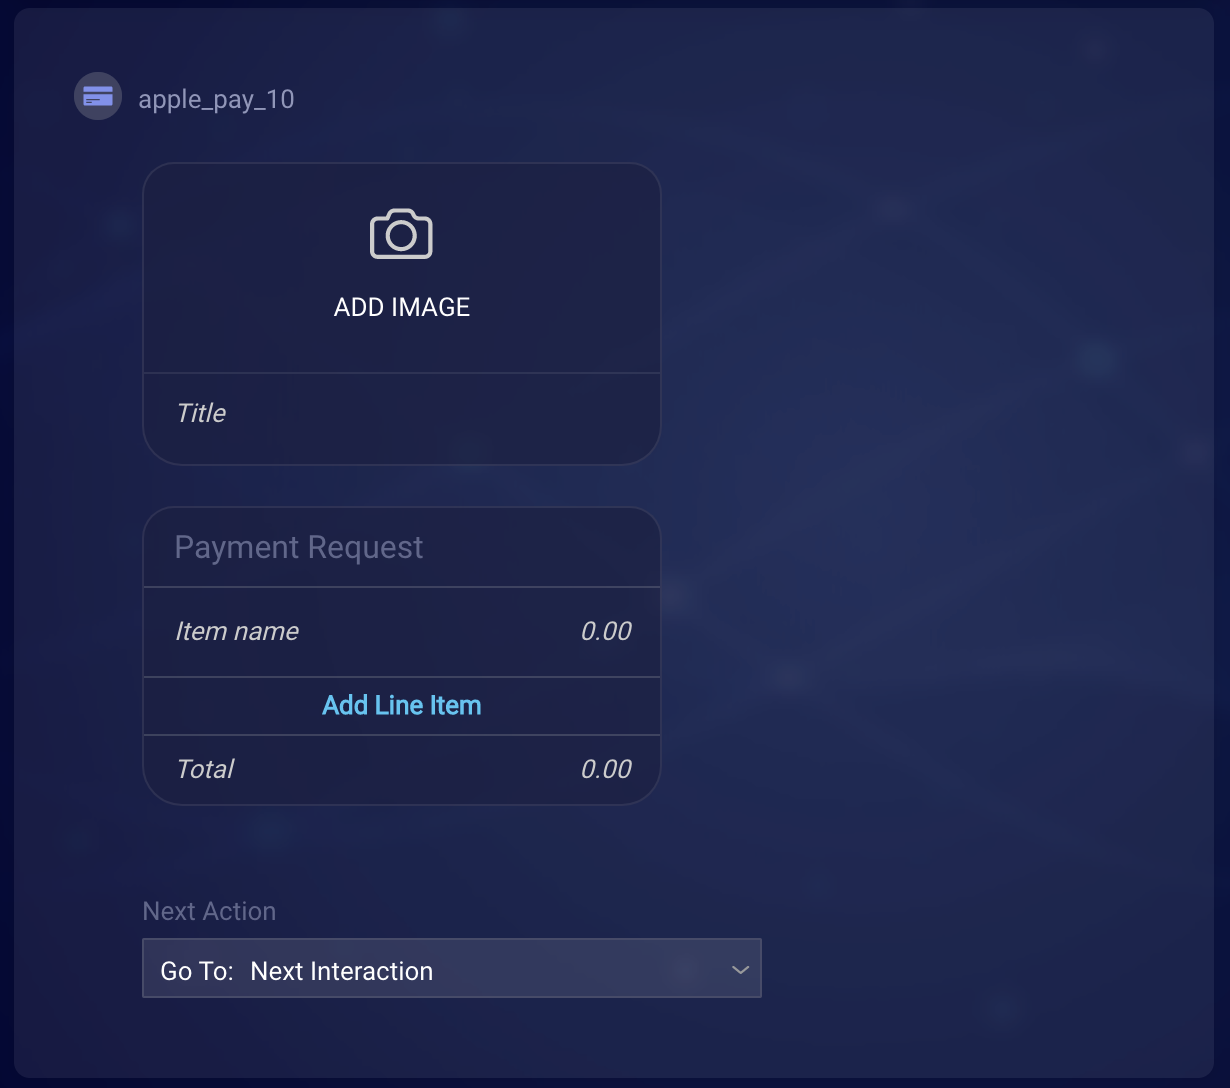 apple_pay_10
ADD IMAGE
Title
Payment Request
Item name 0.00
Add Line Item
Total 0.00
Next Action
Go To: Next Interaction